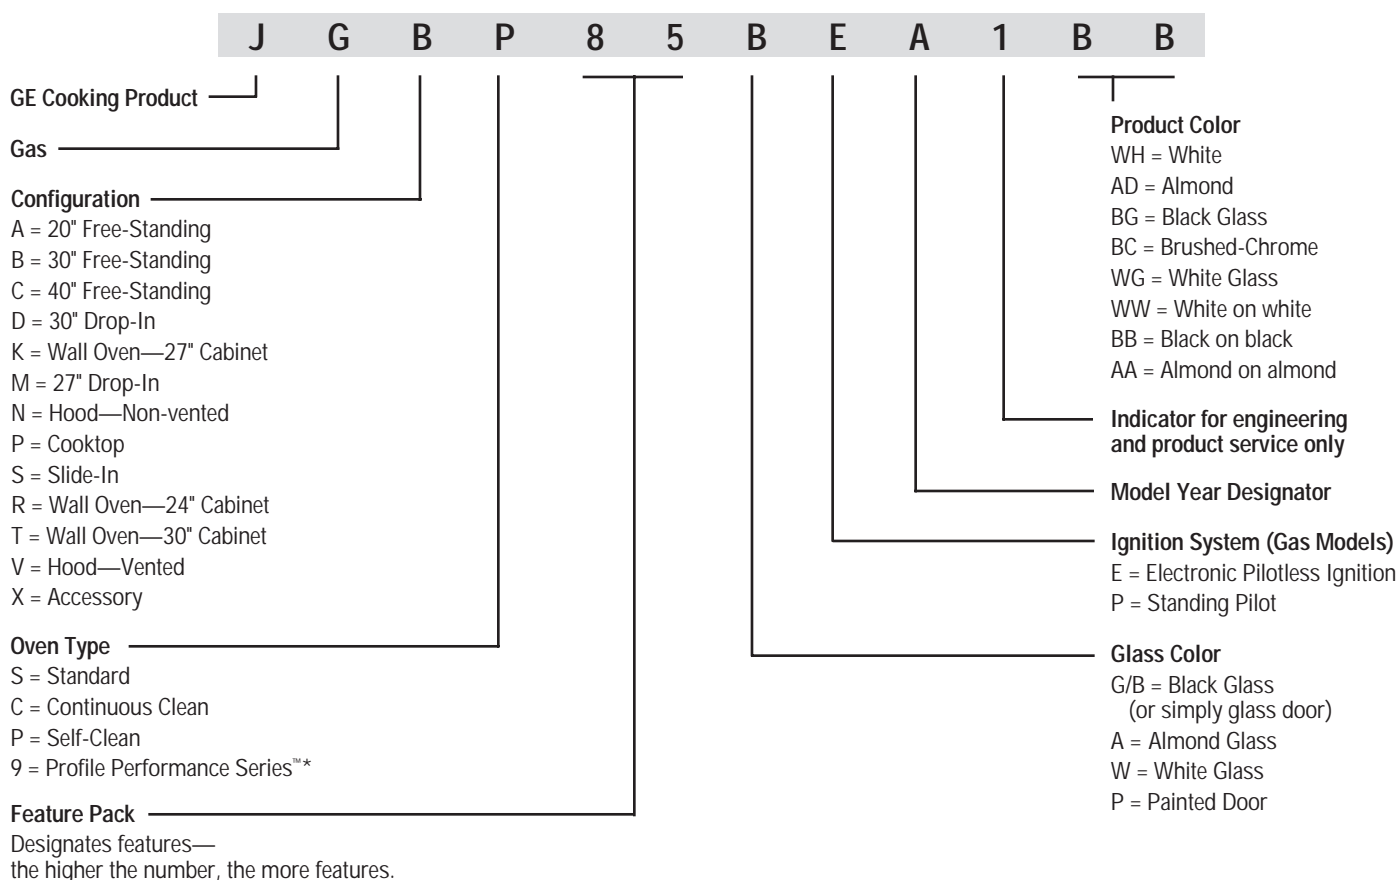 J G B P 8 5 B E A 1 B B
GE Cooking Product
Gas
Configuration
A = 20" Free-Standing
B = 30" Free-Standing
C = 40" Free-Standing
D = 30" Drop-In
K = Wall Oven—27" Cabinet
M = 27" Drop-In
N = Hood—Non-vented
P = Cooktop
S = Slide-In
R = Wall Oven—24" Cabinet
T = Wall Oven—30" Cabinet
V = Hood—Vented
X = Accessory
Oven Type
S = Standard
C = Continuous Clean
P = Self-Clean
9 = Profile Performance Series™*
Feature Pack
Designates features—
the higher the number, the more features.
Product Color
WH = White
AD = Almond
BG = Black Glass
BC = Brushed-Chrome
WG = White Glass
WW = White on white
BB = Black on black
AA = Almond on almond
Indicator for engineering
and product service only
Model Year Designator
Ignition System (Gas Models)
E = Electronic Pilotless Ignition
P = Standing Pilot
Glass Color
G/B = Black Glass
(or simply glass door)
A = Almond Glass
W = White Glass
P = Painted Door